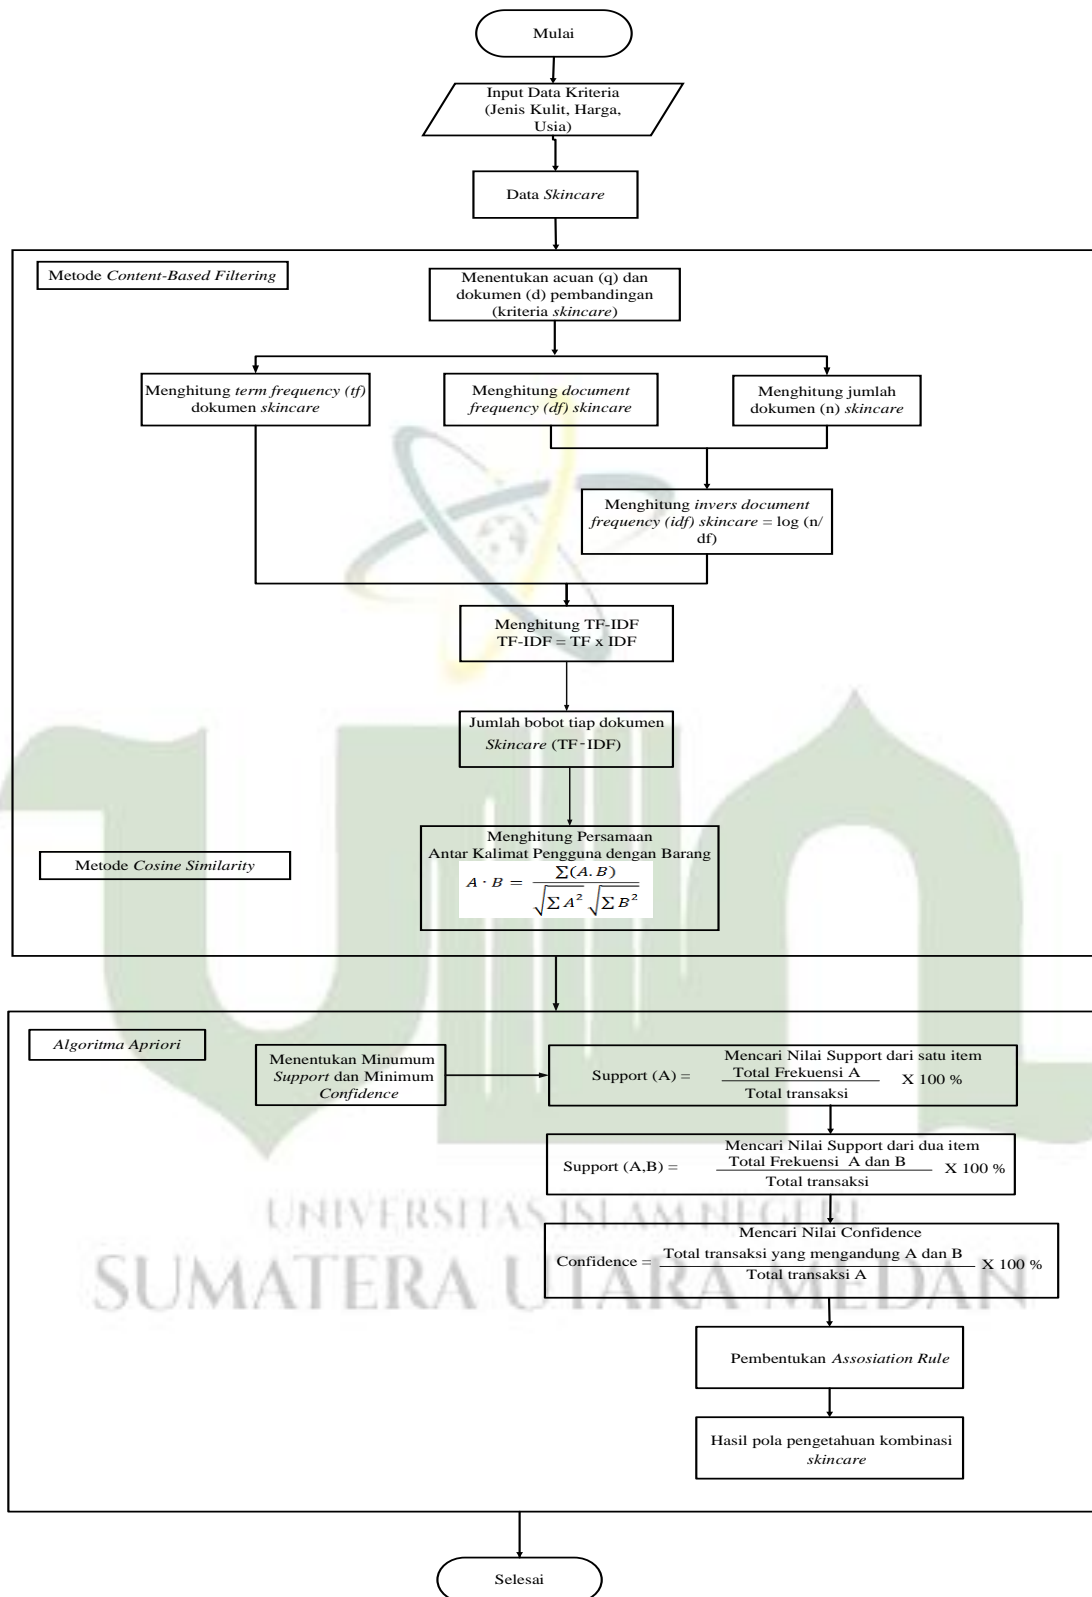 Mulai
Input Data Kriteria
(Jenis Kulit, Harga,
Usia)
Data Skincare
Metode Content-Based Filtering
Menentukan acuan (q) dan
dokumen (d) pembandingan
(kriteria skincare)
Menghitung term frequency (tf)
dokumen skincare
Menghitung document
frequency (df) skincare
Menghitung jumlah
dokumen (n) skincare
Menghitung invers document
frequency (idf) skincare = log (n/
df)
Menghitung TF-IDF
TF-IDF = TF x IDF
Jumlah bobot tiap dokumen
Skincare (TF-IDF)
Metode Cosine Similarity
Menghitung Persamaan
Antar Kalimat Pengguna dengan Barang
A · B = Σ(A.B) / √ΣA² √ΣB²
Algoritma Apriori
Menentukan Minumum
Support dan Minimum
Confidence
Mencari Nilai Support dari satu item
Support (A) = Total Frekuensi A X 100 %
Total transaksi
Mencari Nilai Support dari dua item
Support (A,B) = Total Frekuensi A dan B X 100 %
Total transaksi
UNIVERSITAS ISLAM NEGERI
Mencari Nilai Confidence
Confidence = Total transaksi yang mengandung A dan B X 100 %
Total transaksi A
SUMATERA UTARA MEDAN
Pembentukan Assosiation Rule
Hasil pola pengetahuan kombinasi
skincare
Selesai